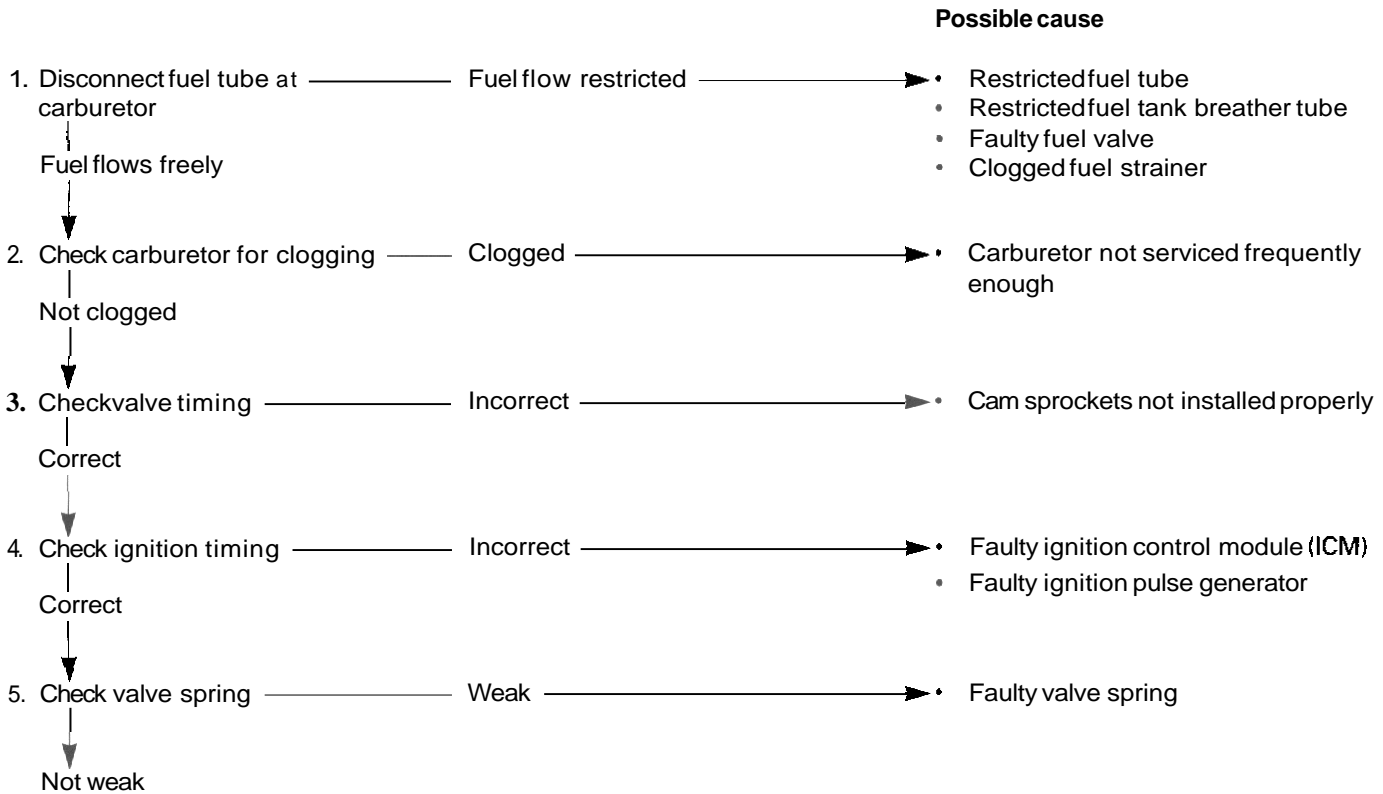 Possible cause
1. Disconnect fuel tube at Fuel flow restricted • Restricted fuel tube
carburetor • Restricted fuel tank breather tube
• Faulty fuel valve
Fuel flows freely • Clogged fuel strainer
2. Check carburetor for clogging Clogged • Carburetor not serviced frequently
enough
Not clogged
3. Check valve timing Incorrect • Cam sprockets not installed properly
Correct
4. Check ignition timing Incorrect • Faulty ignition control module (ICM)
• Faulty ignition pulse generator
Correct
5. Check valve spring Weak • Faulty valve spring
Not weak